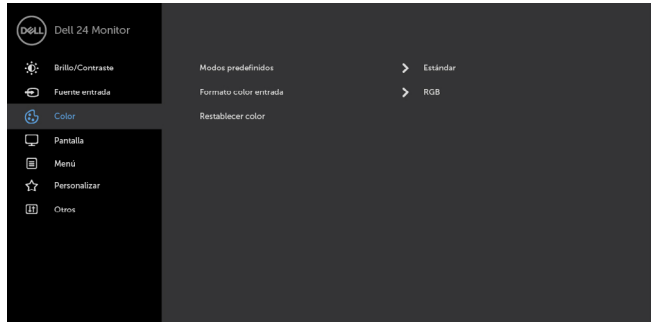 DELL Dell 24 Monitor
Brillo/Contraste Modos predefinidos Estándar
Fuente entrada Formato color entrada RGB
Color Restablecer color
Pantalla
Menú
Personalizar
Otros